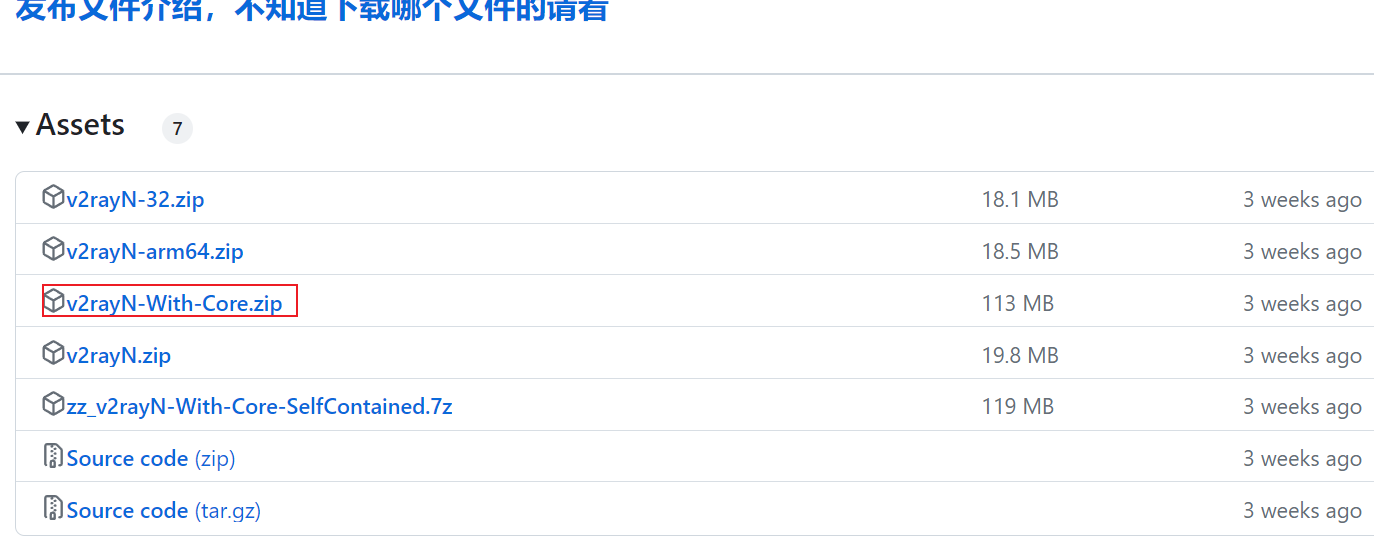 发布文件介绍，不知道下载哪个文件的请看
Assets 7
v2rayN-32.zip 18.1 MB 3 weeks ago
v2rayN-arm64.zip 18.5 MB 3 weeks ago
v2rayN-With-Core.zip 113 MB 3 weeks ago
v2rayN.zip 19.8 MB 3 weeks ago
zz_v2rayN-With-Core-SelfContained.7z 119 MB 3 weeks ago
Source code (zip) 3 weeks ago
Source code (tar.gz) 3 weeks ago